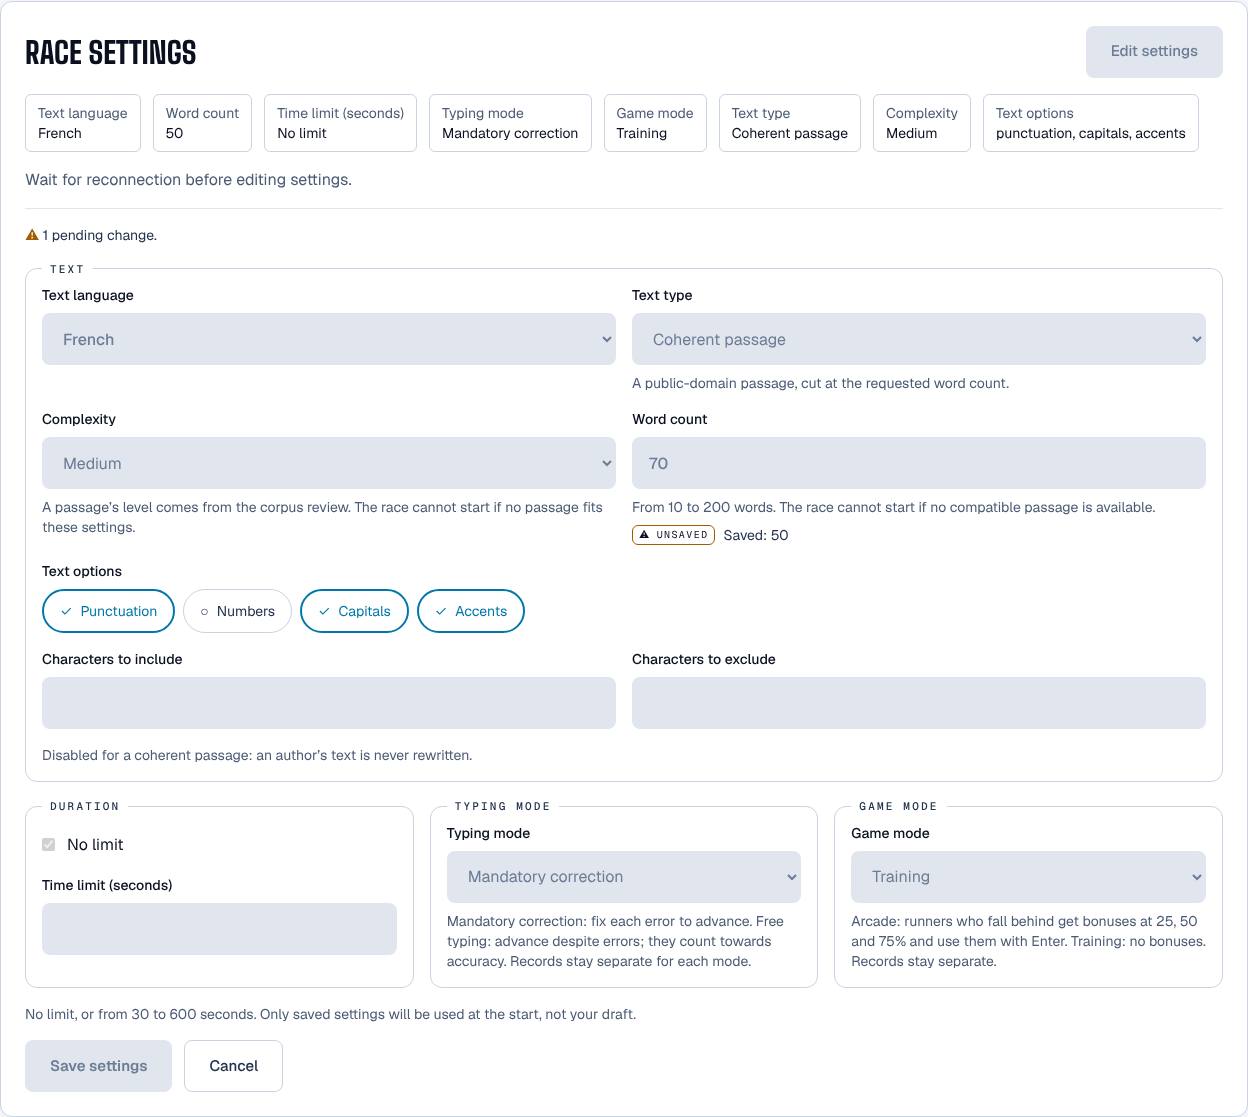 RACE SETTINGS
Edit settings
Text language
French
Word count
50
Time limit (seconds)
No limit
Typing mode
Mandatory correction
Game mode
Training
Text type
Coherent passage
Complexity
Medium
Text options
punctuation, capitals, accents
Wait for reconnection before editing settings.
1 pending change.
TEXT
Text language
French
Text type
Coherent passage
A public-domain passage, cut at the requested word count.
Complexity
Medium
A passage’s level comes from the corpus review. The race cannot start if no passage fits
these settings.
Word count
70
From 10 to 200 words. The race cannot start if no compatible passage is available.
UNSAVED Saved: 50
Text options
Punctuation
Numbers
Capitals
Accents
Characters to include
Characters to exclude
Disabled for a coherent passage: an author’s text is never rewritten.
DURATION
No limit
Time limit (seconds)
TYPING MODE
Typing mode
Mandatory correction
Mandatory correction: fix each error to advance. Free
typing: advance despite errors; they count towards
accuracy. Records stay separate for each mode.
GAME MODE
Game mode
Training
Arcade: runners who fall behind get bonuses at 25, 50
and 75% and use them with Enter. Training: no bonuses.
Records stay separate.
No limit, or from 30 to 600 seconds. Only saved settings will be used at the start, not your draft.
Save settings
Cancel